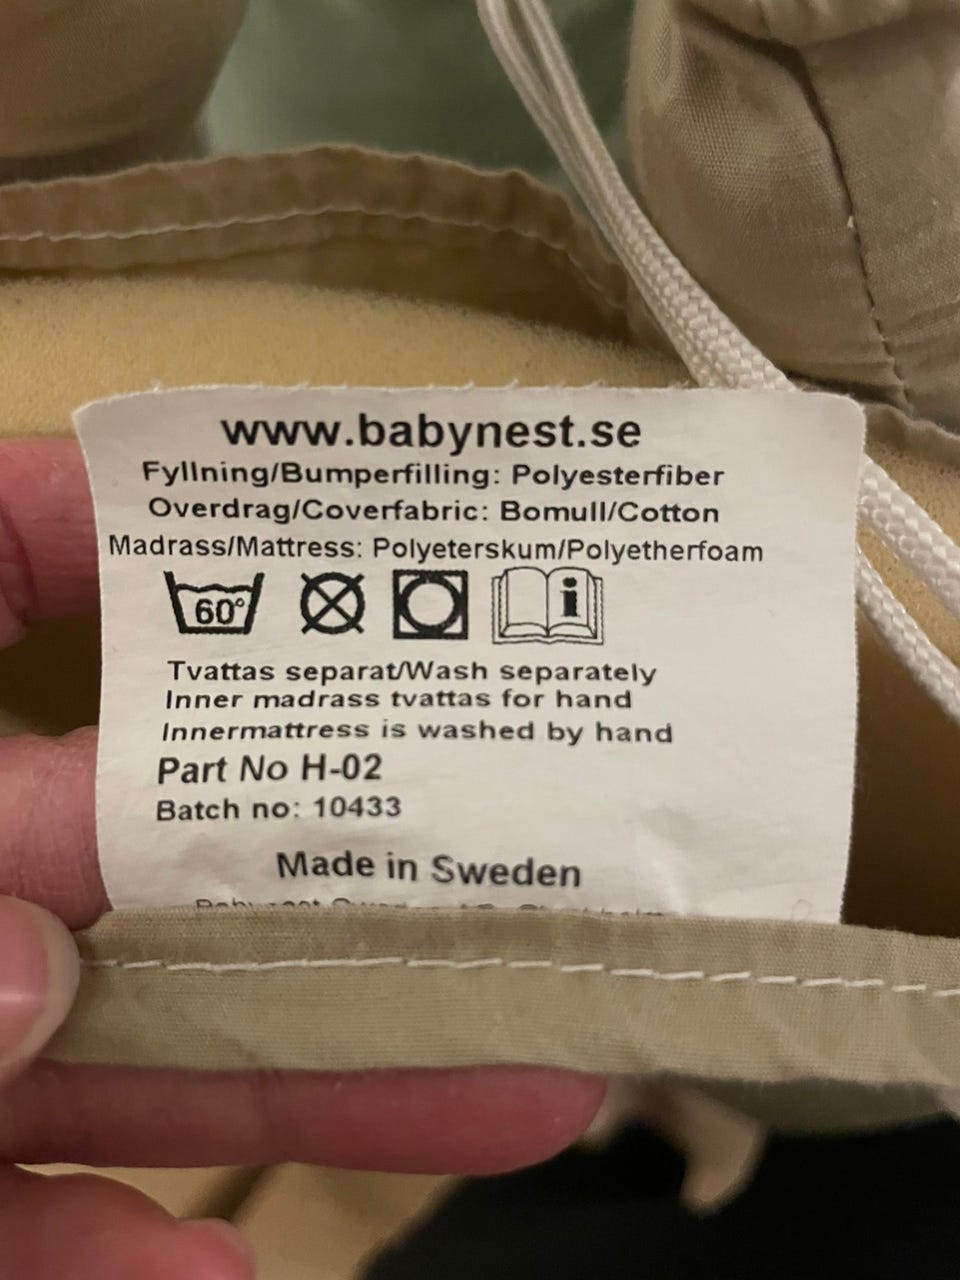 www.babynest.se
Fyllning/Bumperfilling: Polyesterfiber
Overdrag/Coverfabric: Bomull/Cotton
Madrass/Mattress: Polyeterskum/Polyetherfoam
60° i
Tvattas separat/Wash separately
Inner madrass tvattas for hand
Innermattress is washed by hand
Part No H-02
Batch no: 10433
Made in Sweden